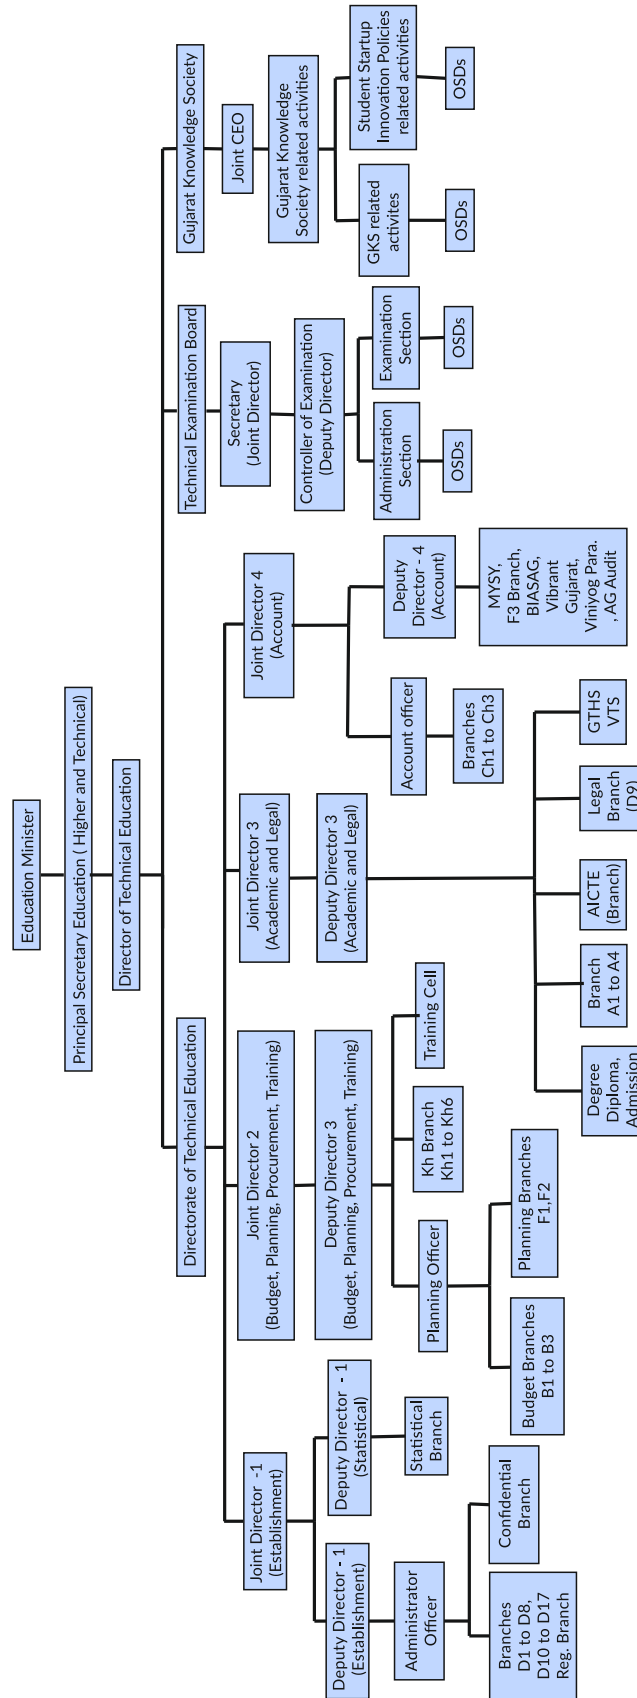 Education Minister
Principal Secretary Education ( Higher and Technical)
Director of Technical Education
Directorate of Technical Education
Technical Examination Board
Gujarat Knowledge Society
Joint Director -1
(Establishment)
Joint Director 2
(Budget, Planning, Procurement, Training)
Joint Director 3
(Academic and Legal)
Joint Director 4
(Account)
Secretary
(Joint Director)
Joint CEO
Deputy Director - 1
(Establishment)
Deputy Director - 1
(Statistical)
Deputy Director 3
(Budget, Planning, Procurement, Training)
Deputy Director 3
(Academic and Legal)
Account officer
Deputy
Director - 4
(Account)
Controller of Examination
(Deputy Director)
Gujarat Knowledge
Society related activities
Administrator
Officer
Statistical
Branch
Planning Officer
Kh Branch
Kh1 to Kh6
Training Cell
Branches
Ch1 to Ch3
MYSY,
F3 Branch,
BIASAG,
Vibrant
Gujarat,
Viniyog Para.
, AG Audit
Administration
Section
Examination
Section
GKS related
activites
Student Startup
Innovation Policies
related activities
OSDs
OSDs
OSDs
OSDs
Branches
D1 to D8,
D10 to D17
Reg. Branch
Confidential
Branch
Budget Branches
B1 to B3
Planning Branches
F1,F2
Degree
Diploma,
Admission
Branch
A1 to A4
AICTE
(Branch)
Legal
Branch
(D9)
GTHS
VTS